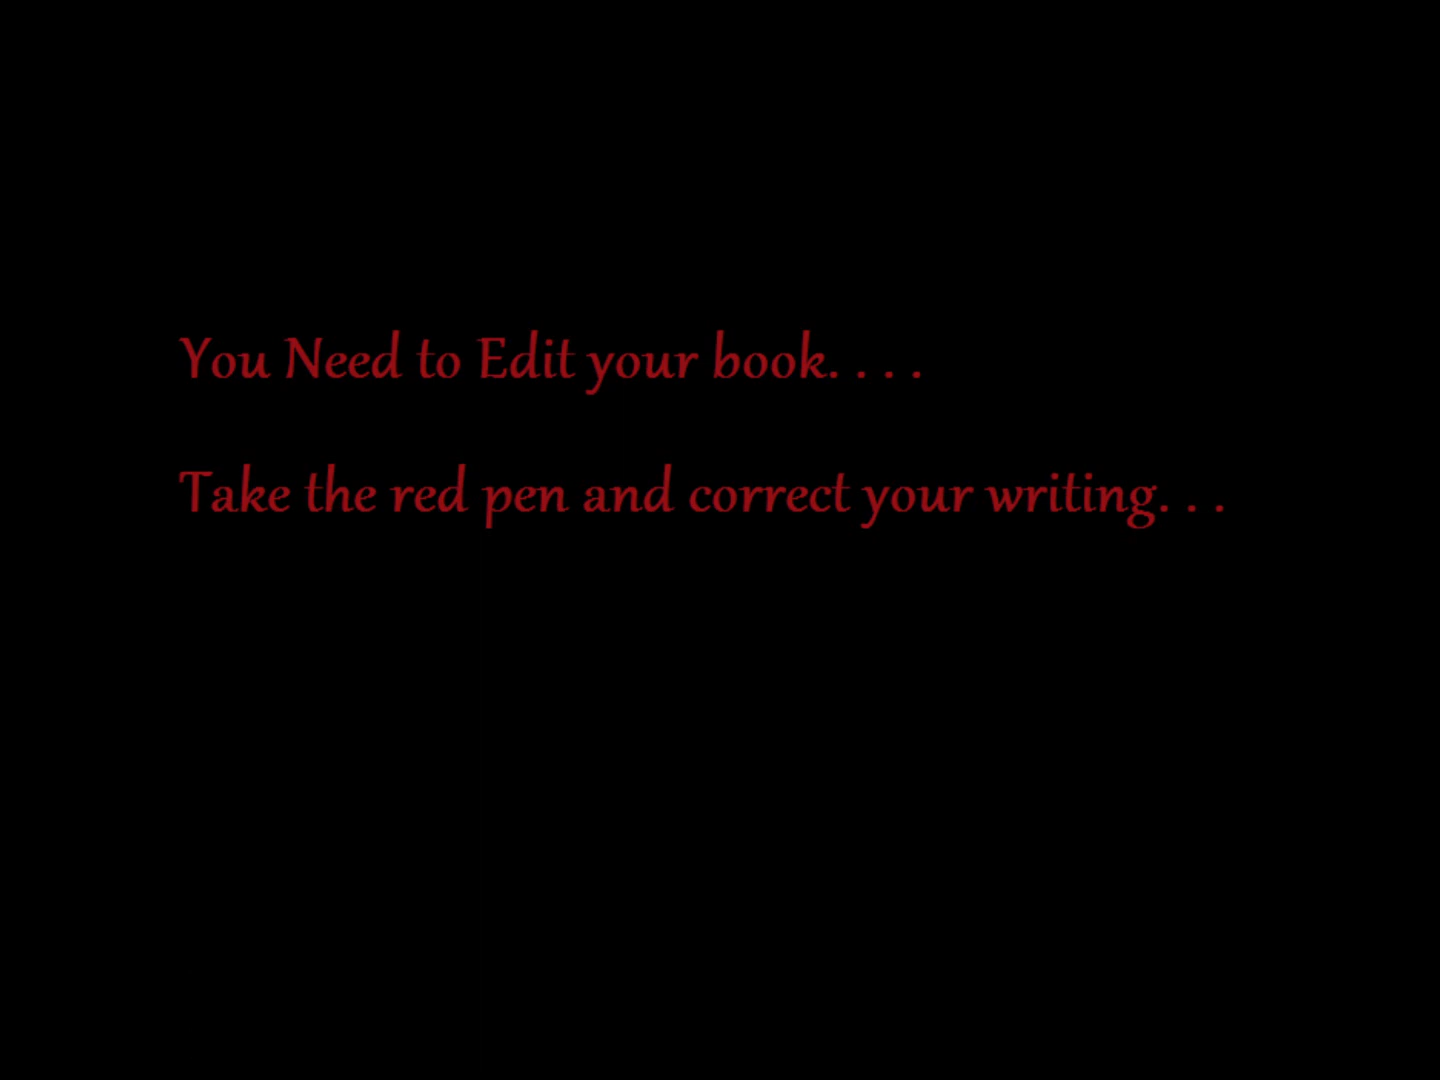 You Need to Edit your book. . . .
Take the red pen and correct your writing. . .